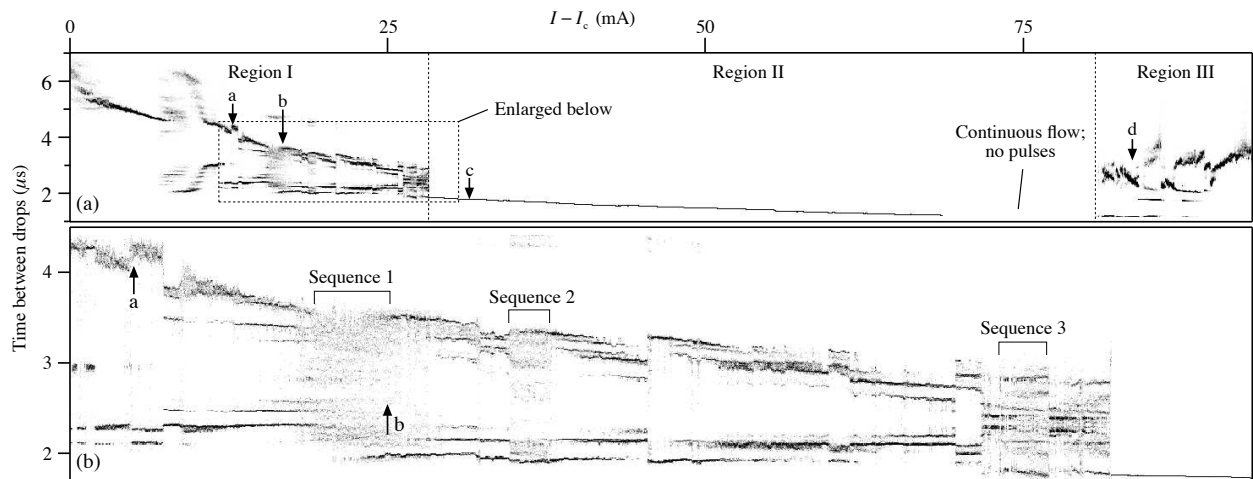 I – I_c (mA)
0 25 50 75
Region I
Region II
Region III
Enlarged below
Continuous flow;
no pulses
a
b
c
d
6
4
2
(a)
Time between drops (μs)
Sequence 1
Sequence 2
Sequence 3
a
b
4
3
2
(b)